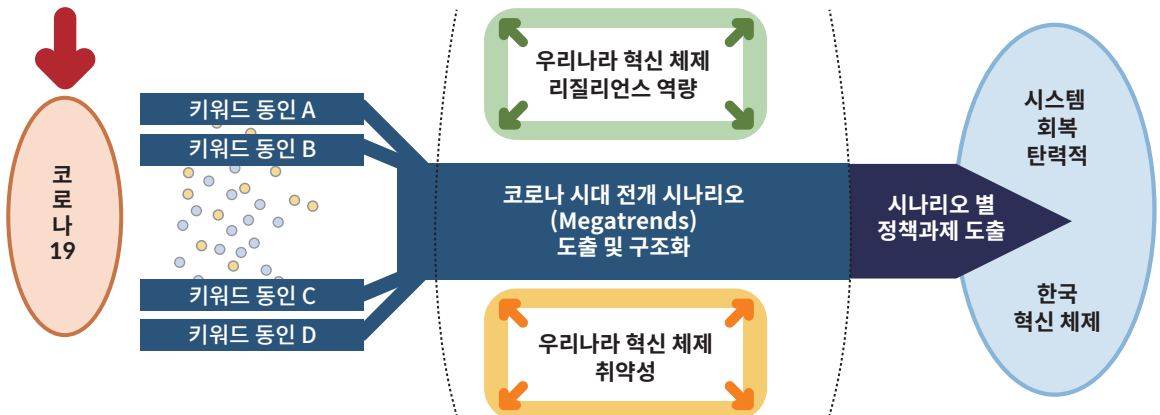 코
로
나
19
키워드 동인 A
키워드 동인 B
키워드 동인 C
키워드 동인 D
우리나라 혁신 체제
리질리언스 역량
코로나 시대 전개 시나리오
(Megatrends)
도출 및 구조화
우리나라 혁신 체제
취약성
시나리오 별
정책과제 도출
시스템
회복
탄력적
한국
혁신 체제